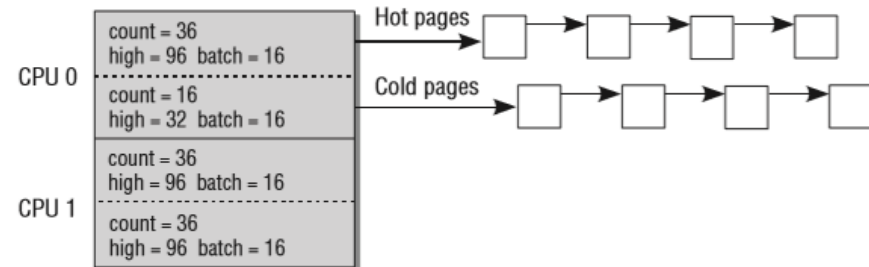 count = 36
high = 96 batch = 16
CPU 0
count = 16
high = 32 batch = 16
Hot pages
Cold pages
count = 36
high = 96 batch = 16
CPU 1
count = 36
high = 96 batch = 16